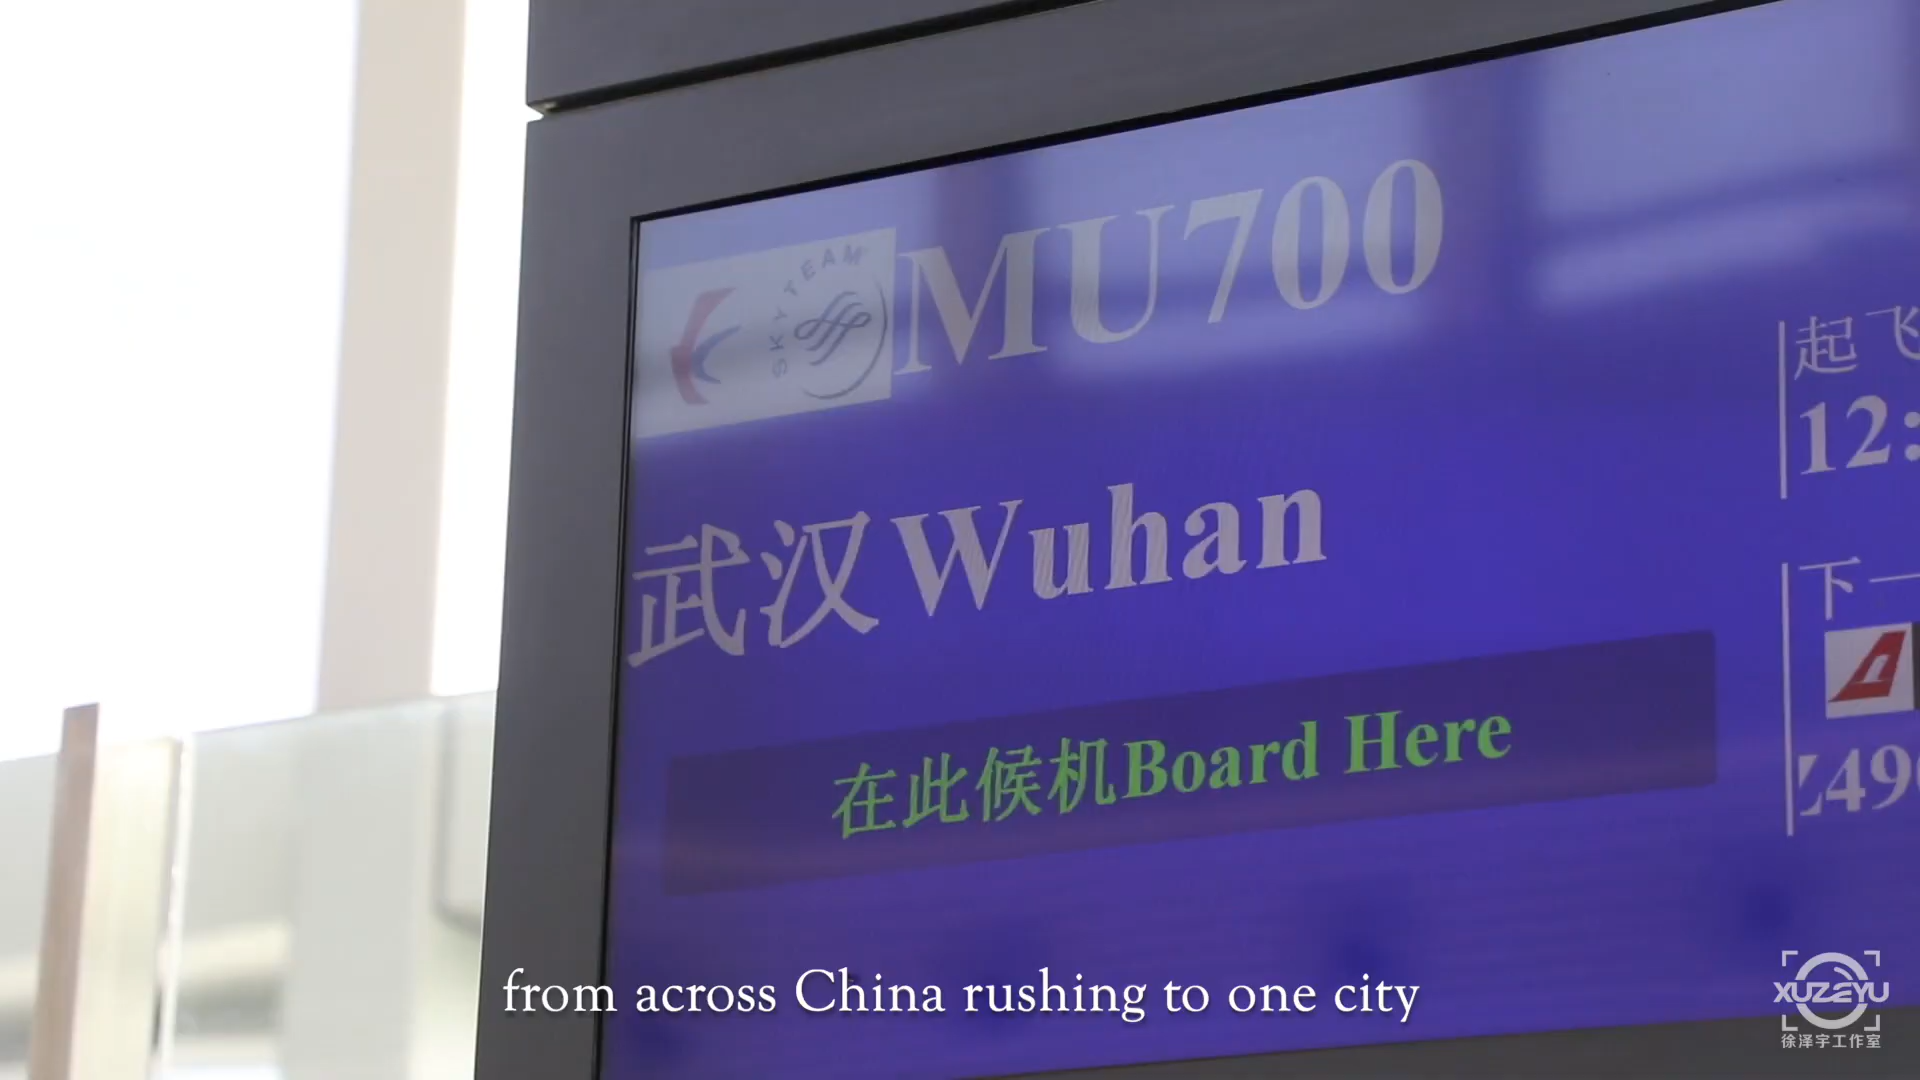 SKYTEAM
MU700
武汉Wuhan
在此候机Board Here
起飞
12:
下一
from across China rushing to one city
XUZEYU
徐泽宇工作室